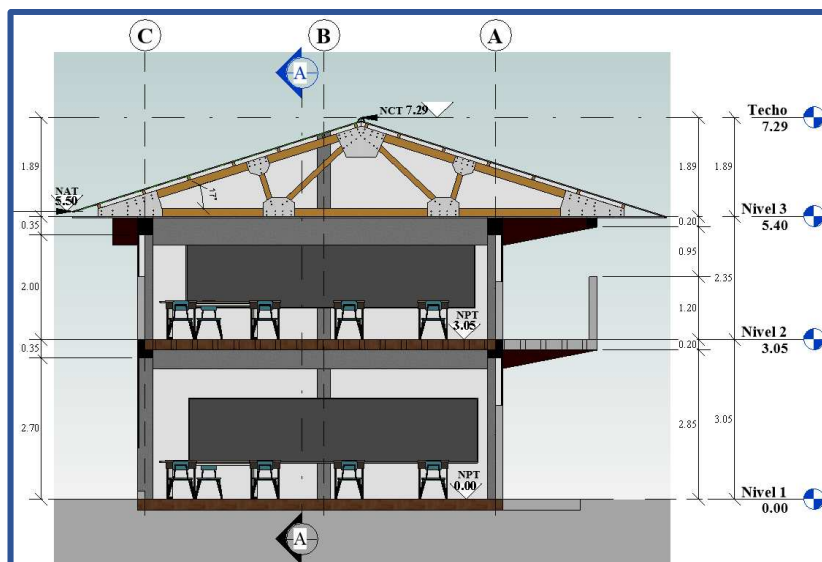 C
B
A
A
NCT 7.29
Techo
7.29
1.89
1.89
1.89
17°
NAT
5.50
Nivel 3
5.40
0.35
0.20
0.95
2.00
2.35
1.20
NPT
3.05
Nivel 2
3.05
0.35
0.20
2.70
2.85
3.05
NPT
0.00
Nivel 1
0.00
A